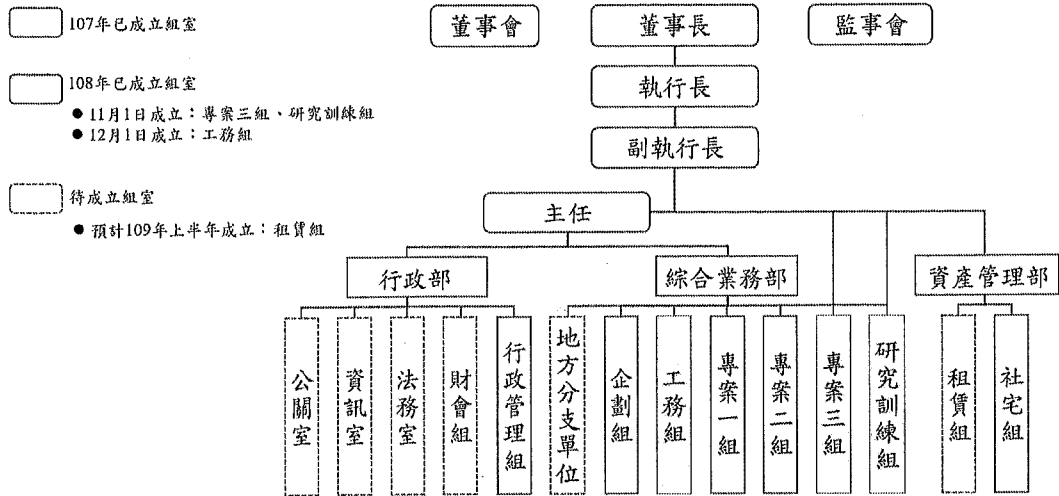 107年已成立組室
108年已成立組室
● 11月1日成立：專案三組、研究訓練組
● 12月1日成立：工務組
待成立組室
● 預計109年上半年成立：租賃組
董事會
董事長
監事會
執行長
副執行長
主任
行政部
綜合業務部
資產管理部
公關室
資訊室
法務室
財會組
行政管理組
地方分支單位
企劃組
工務組
專案一組
專案二組
專案三組
研究訓練組
租賃組
社宅組